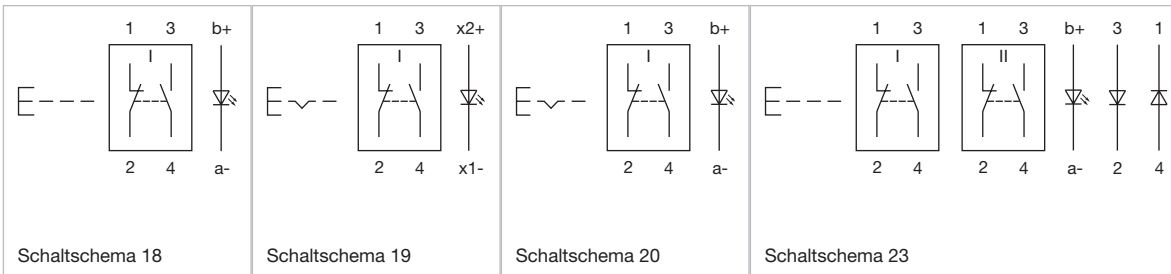 1 3 b+
I
2 4 a-
Schaltschema 18
1 3 x2+
I
2 4 x1-
Schaltschema 19
1 3 b+
I
2 4 a-
Schaltschema 20
1 3 1 3 b+ 3 1
I II
2 4 2 4 a- 2 4
Schaltschema 23